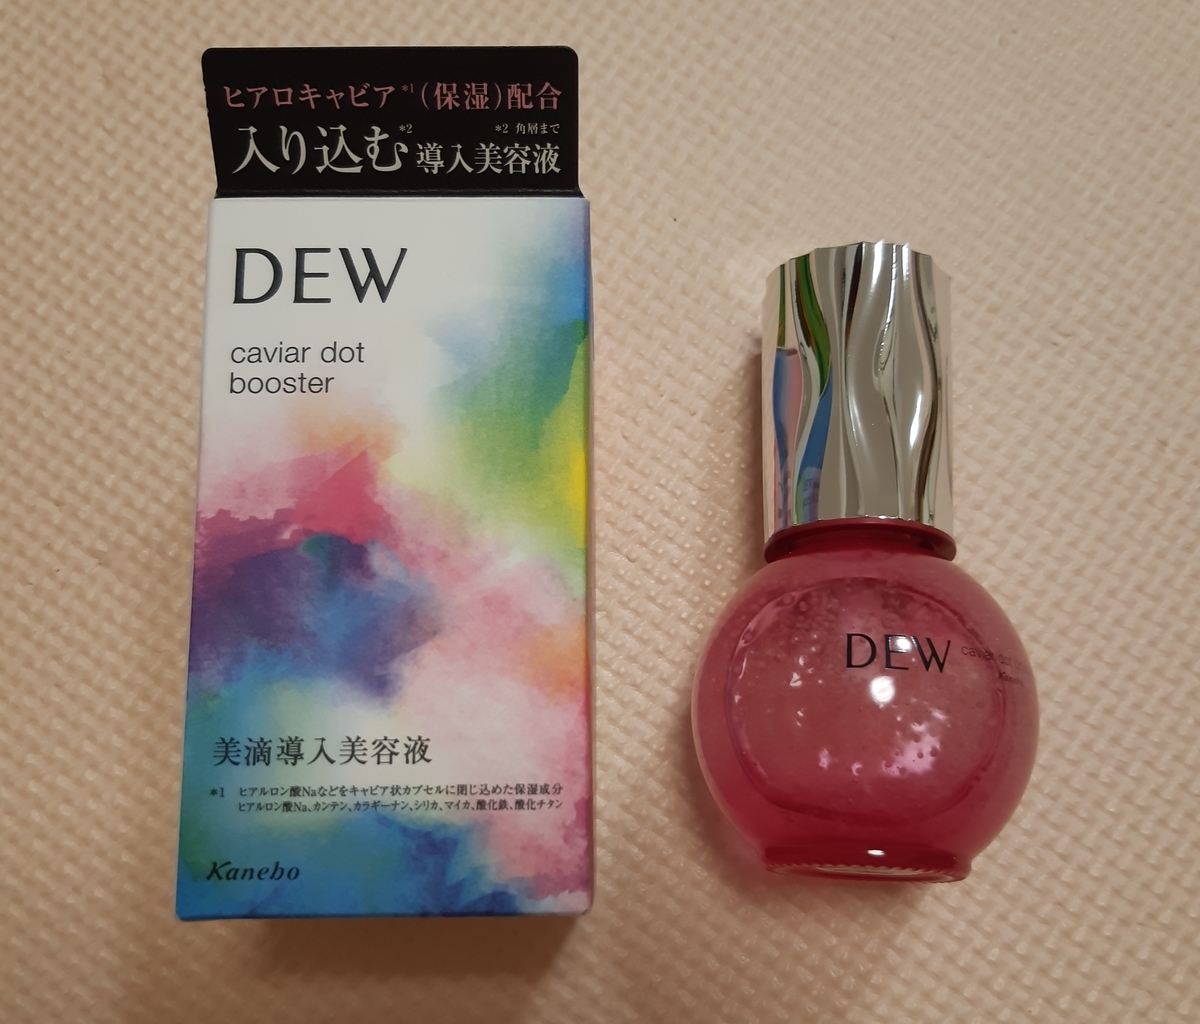 ヒアロキャビア*1(保湿)配合
*2 角層まで
入り込む*2導入美容液
DEW
caviar dot
booster
美滴導入美容液
*1 ヒアルロン酸Naなどをキャビア状カプセルに閉じ込めた保湿成分
ヒアルロン酸Na、カンテン、カラギーナン、シリカ、マイカ、酸化鉄、酸化チタン
Kanebo
DEW
caviar dot